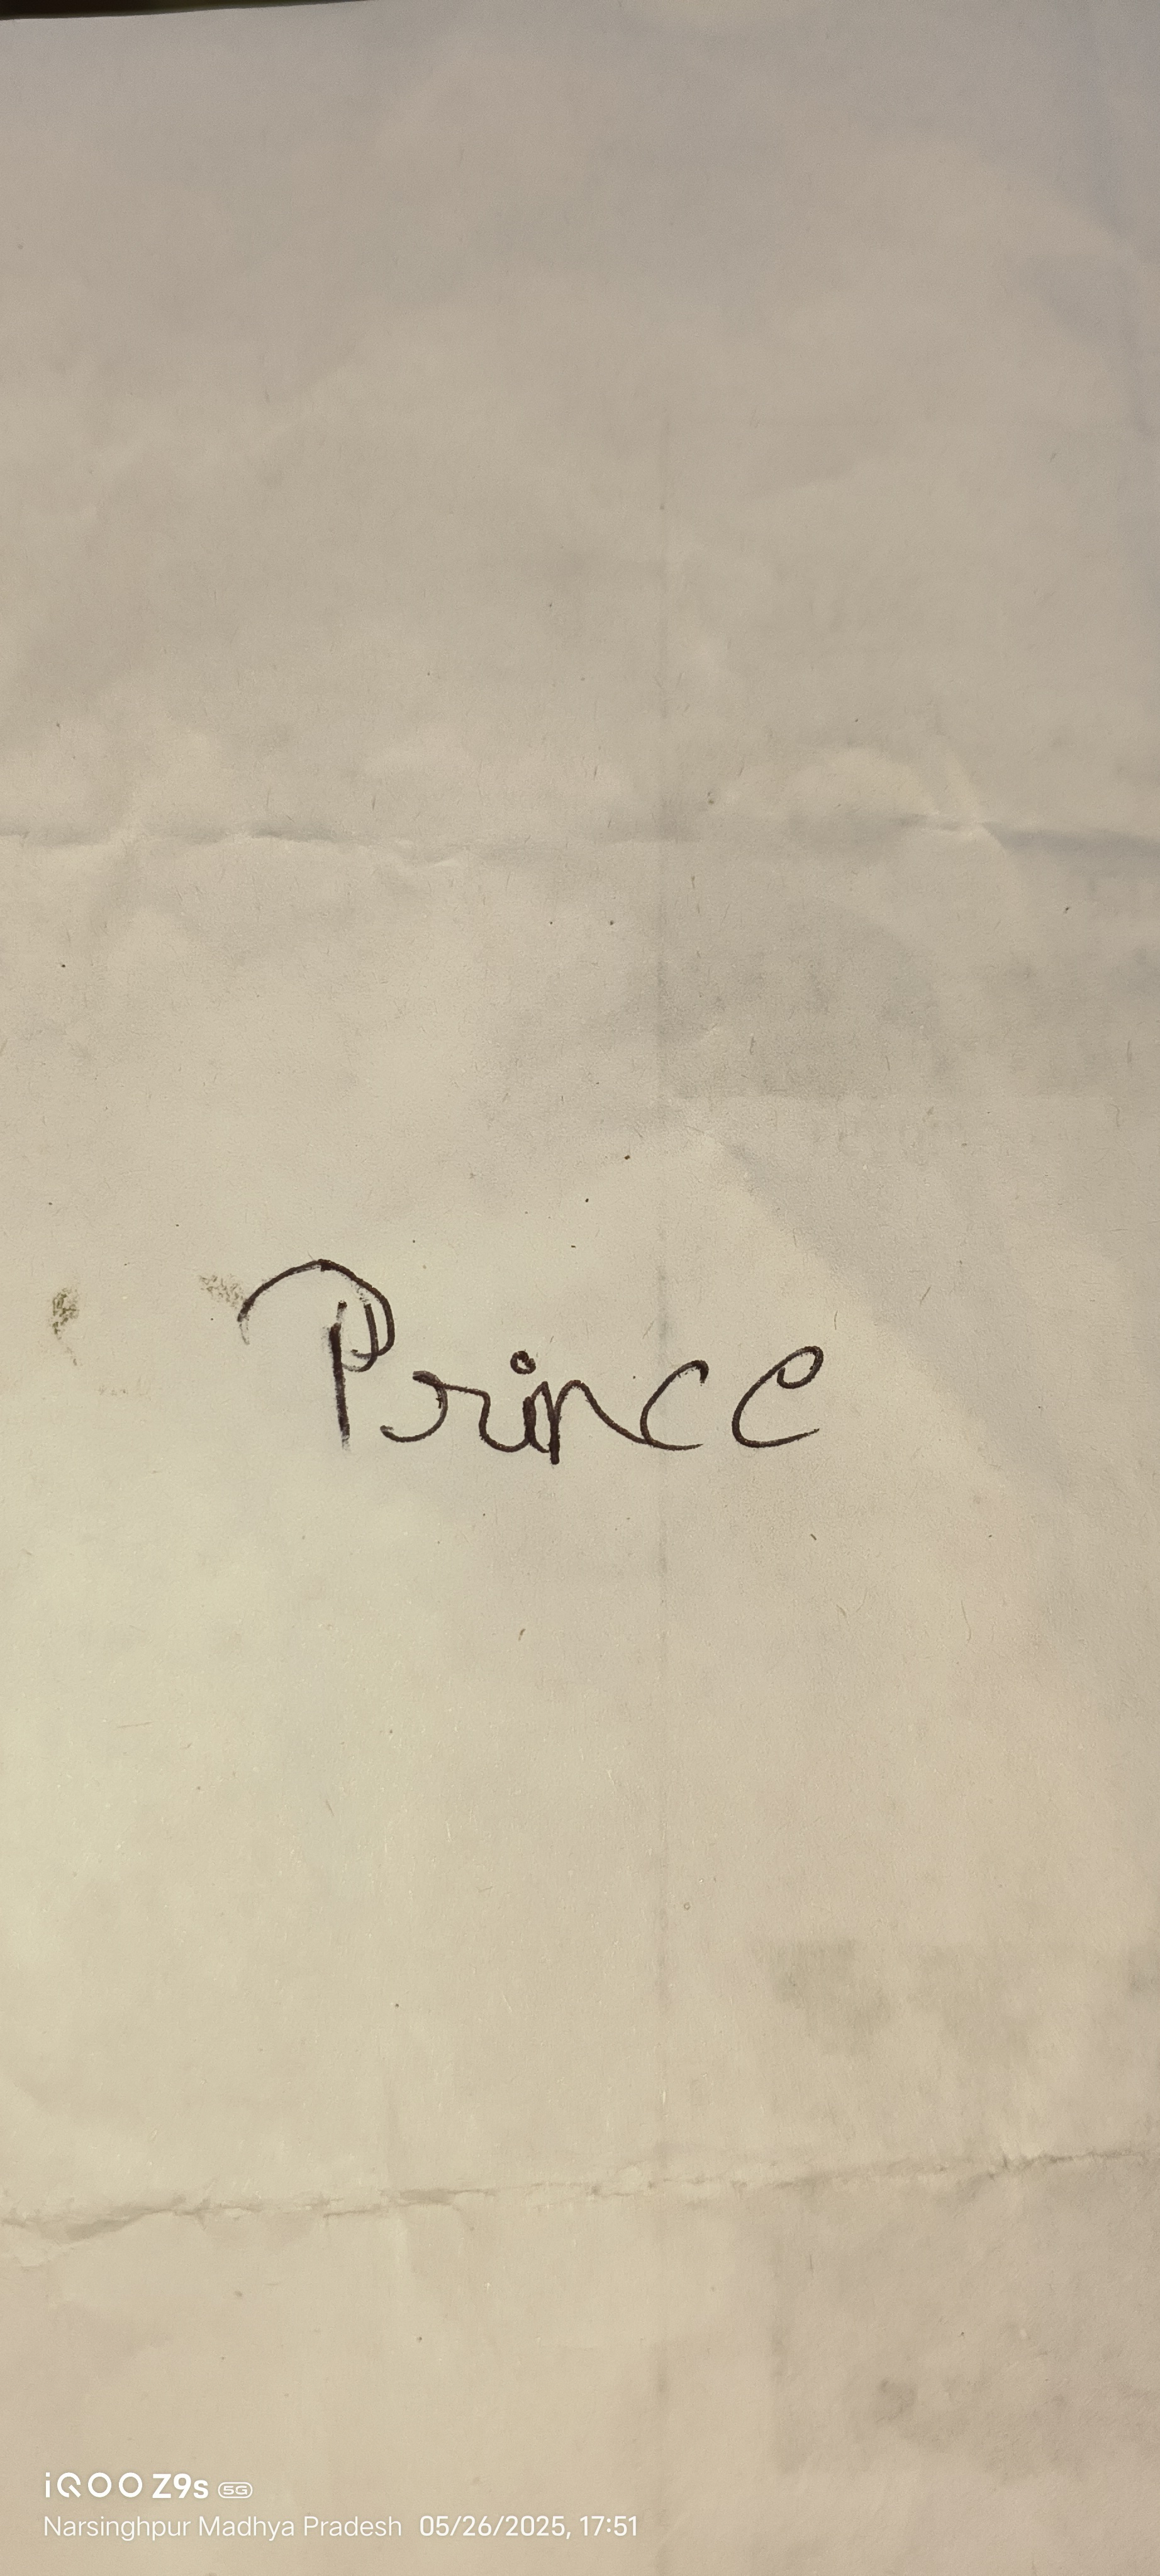 Prince
iQOO Z9s 5G
Narsinghpur Madhya Pradesh 05/26/2025, 17:51